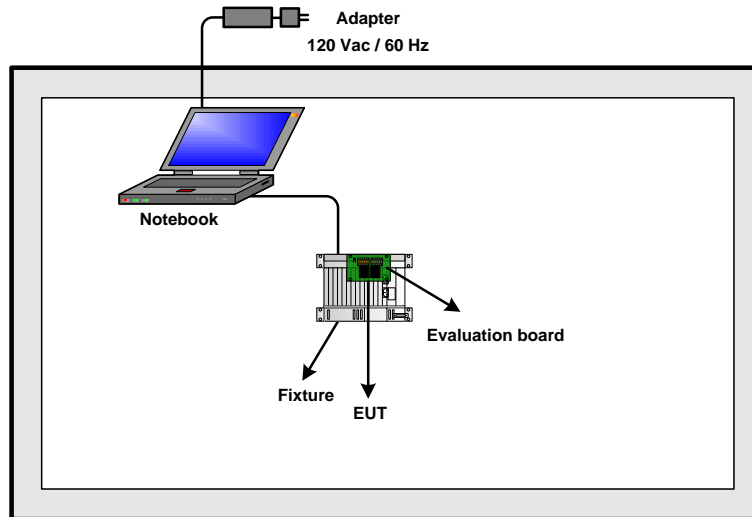 Adapter
120 Vac / 60 Hz
Notebook
Evaluation board
Fixture
EUT